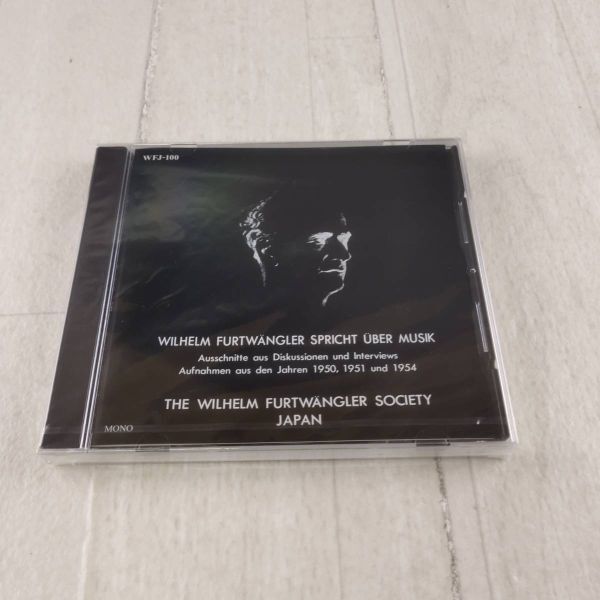 WFJ-100
WILHELM FURTWÄNGLER SPRICHT ÜBER MUSIK
Ausschnitte aus Diskussionen und Interviews
Aufnahmen aus den Jahren 1950, 1951 und 1954
THE WILHELM FURTWÄNGLER SOCIETY
JAPAN
MONO